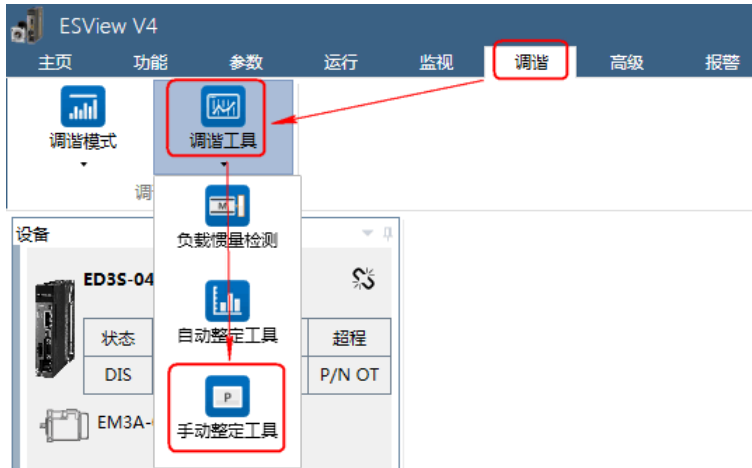 ESView V4
主页 功能 参数 运行 监视 调谐 高级 报警
调谐模式 调谐工具
调
M
负载惯量检测
设备
ED3S-04
自动整定工具
状态 超程
DIS P/N OT
P
EM3A-
手动整定工具